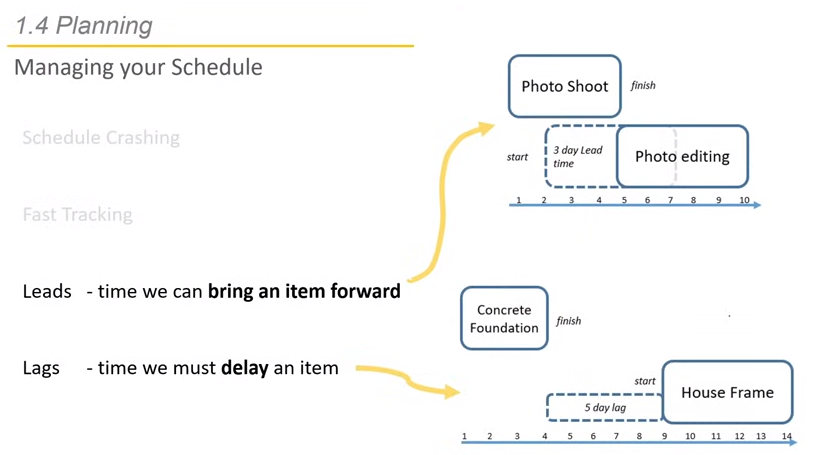 1.4 Planning
Managing your Schedule
Schedule Crashing
Fast Tracking
Leads - time we can bring an item forward
Lags - time we must delay an item
Photo Shoot
finish
start
3 day Lead
time
Photo editing
1 2 3 4 5 6 7 8 9 10
Concrete
Foundation
finish
start
House Frame
5 day lag
1 2 3 4 5 6 7 8 9 10 11 12 13 14